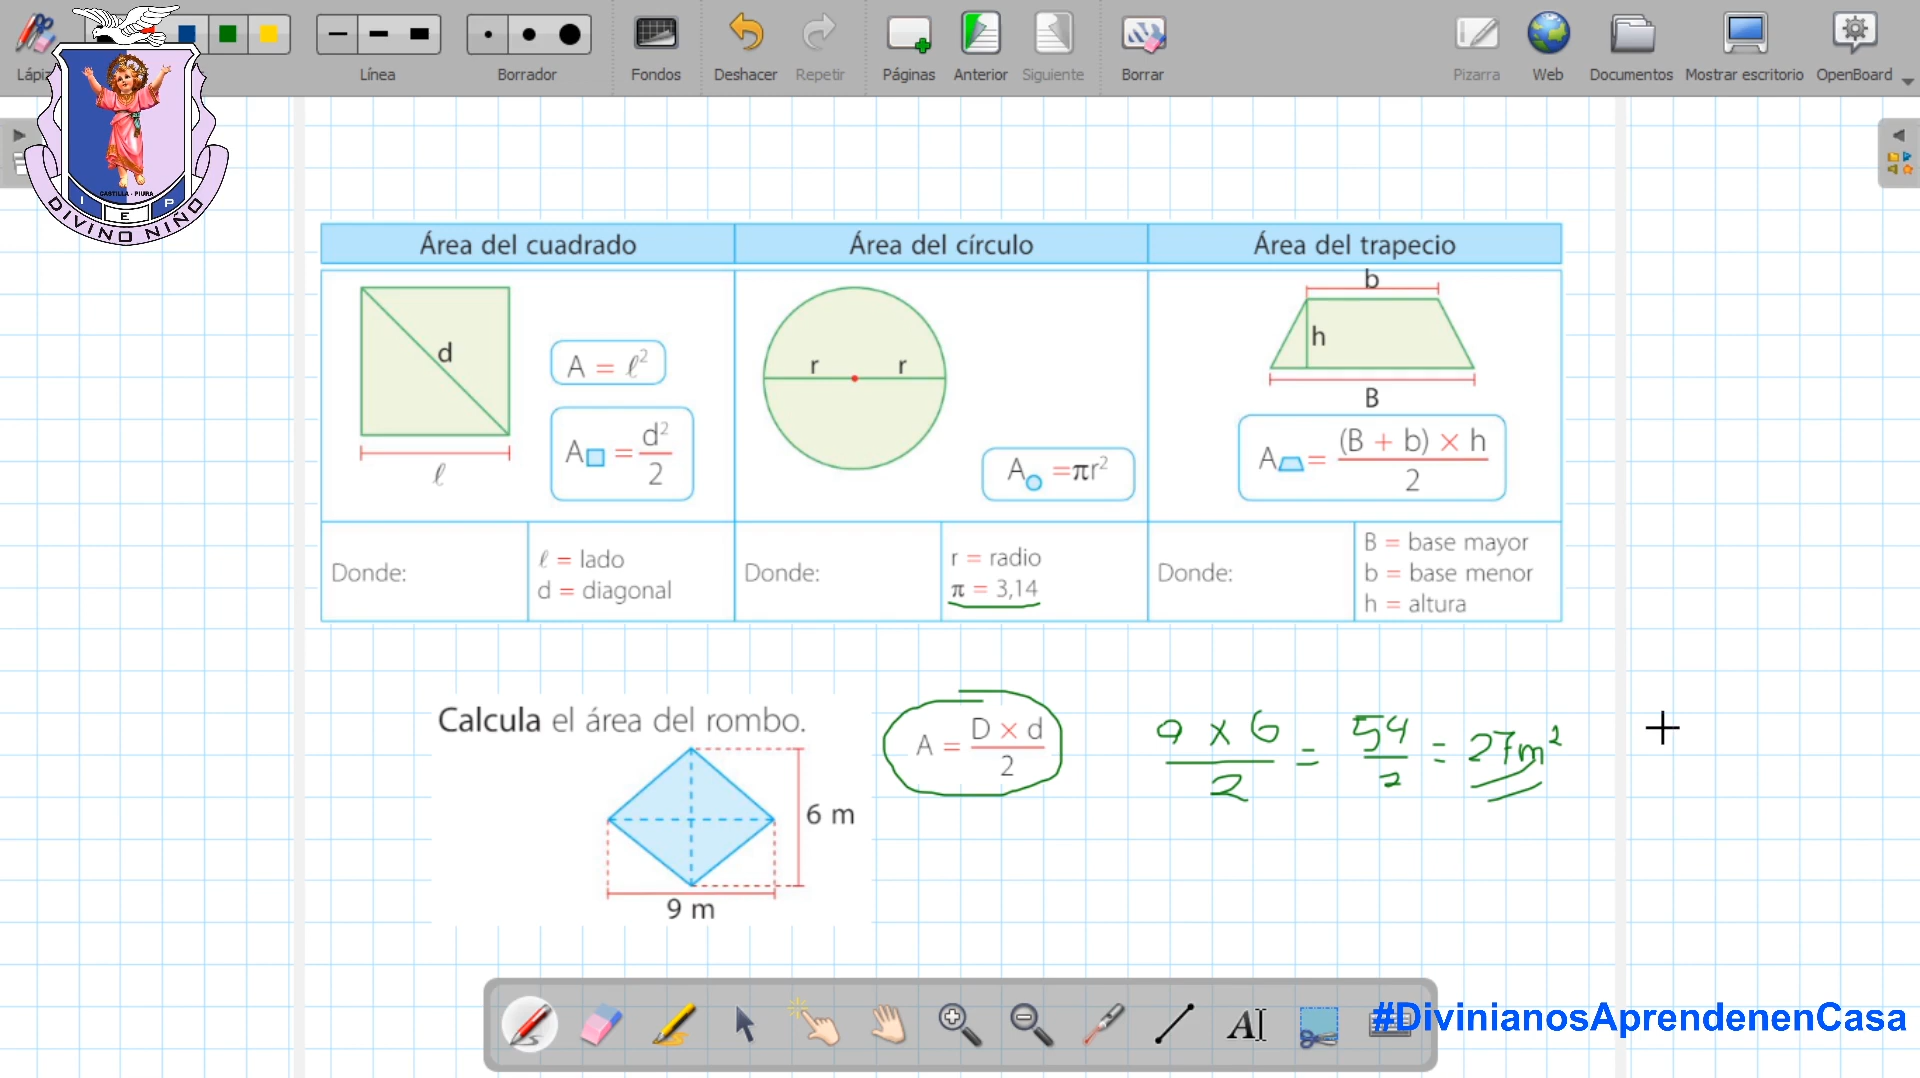 Lápiz
Línea
Borrador
Fondos
Deshacer
Repetir
Páginas
Anterior
Siguiente
Borrar
Pizarra
Web
Documentos
Mostrar escritorio
OpenBoard
CASTILLA - PIURA
I E P
DIVINO NIÑO
Área del cuadrado
Área del círculo
Área del trapecio
d
ℓ
A = ℓ²
A□ = d²/2
r r
A○ =πr²
b
h
B
A⏢ = (B + b) × h / 2
Donde:
ℓ = lado
d = diagonal
Donde:
r = radio
π = 3,14
Donde:
B = base mayor
b = base menor
h = altura
Calcula el área del rombo.
6 m
9 m
A = D × d / 2
9 x 6 / 2 = 54 / 2 = 27m²
AI
#DivinianosAprendenenCasa